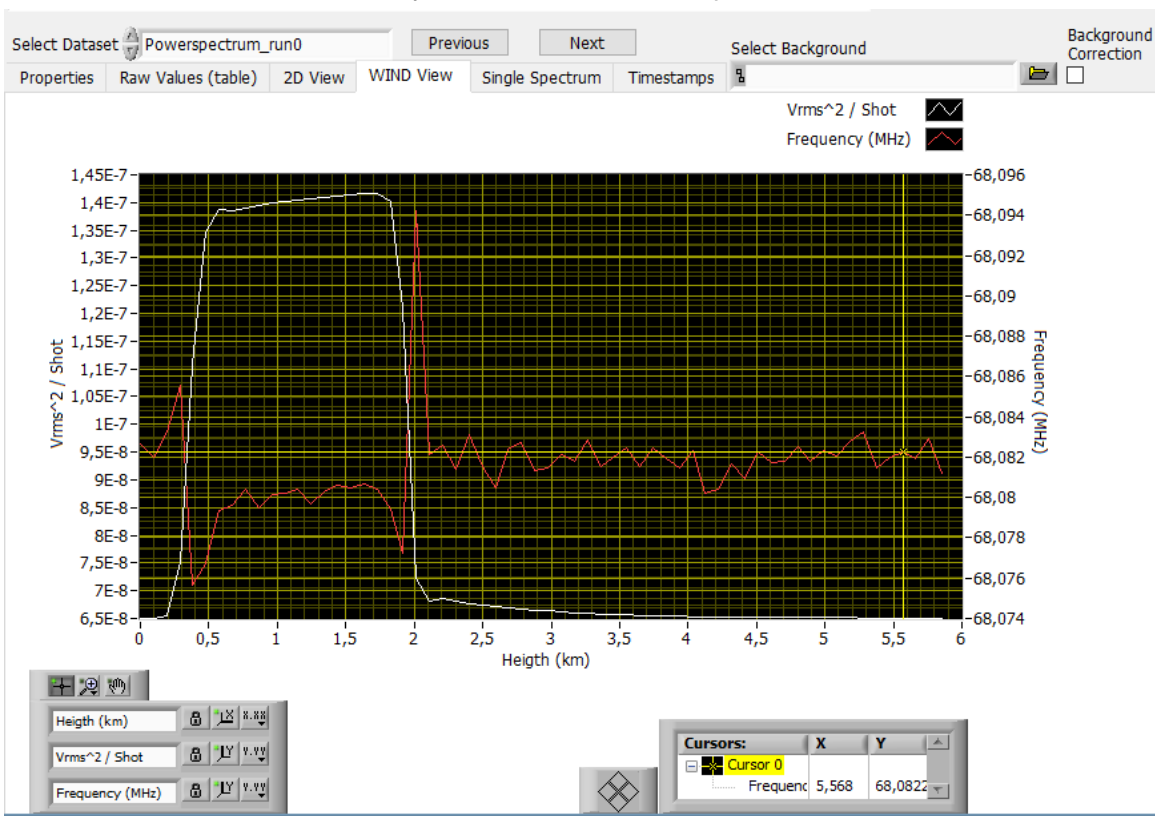 Select Dataset Powerspectrum_run0 Previous Next Select Background Background Correction
Properties Raw Values (table) 2D View WIND View Single Spectrum Timestamps
Vrms^2 / Shot
Frequency (MHz)
1,45E-7
1,4E-7
1,35E-7
1,3E-7
1,25E-7
1,2E-7
1,15E-7
1,1E-7
1,05E-7
1E-7
9,5E-8
9E-8
8,5E-8
8E-8
7,5E-8
7E-8
6,5E-8
Vrms^2 / Shot
68,096
68,094
68,092
68,09
68,088
68,086
68,084
68,082
68,08
68,078
68,076
68,074
Frequency (MHz)
0 0,5 1 1,5 2 2,5 3 3,5 4 4,5 5 5,5 6
Heigth (km)
Heigth (km) X X.XX
Vrms^2 / Shot Y Y.YY
Frequency (MHz) Y Y.YY
Cursors: X Y
Cursor 0
Frequenc 5,568 68,0822